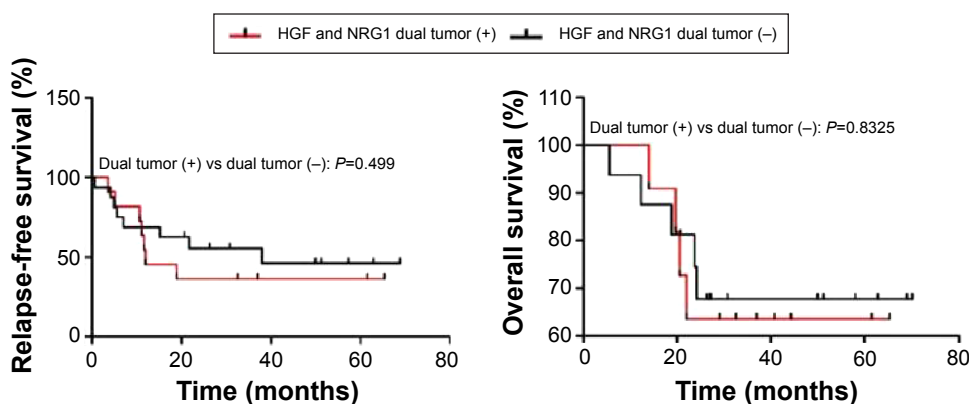 HGF and NRG1 dual tumor (+) HGF and NRG1 dual tumor (–)
Relapse-free survival (%)
150
100
50
0
Dual tumor (+) vs dual tumor (–): P=0.499
0 20 40 60 80
Time (months)
Overall survival (%)
110
100
90
80
70
60
Dual tumor (+) vs dual tumor (–): P=0.8325
0 20 40 60 80
Time (months)